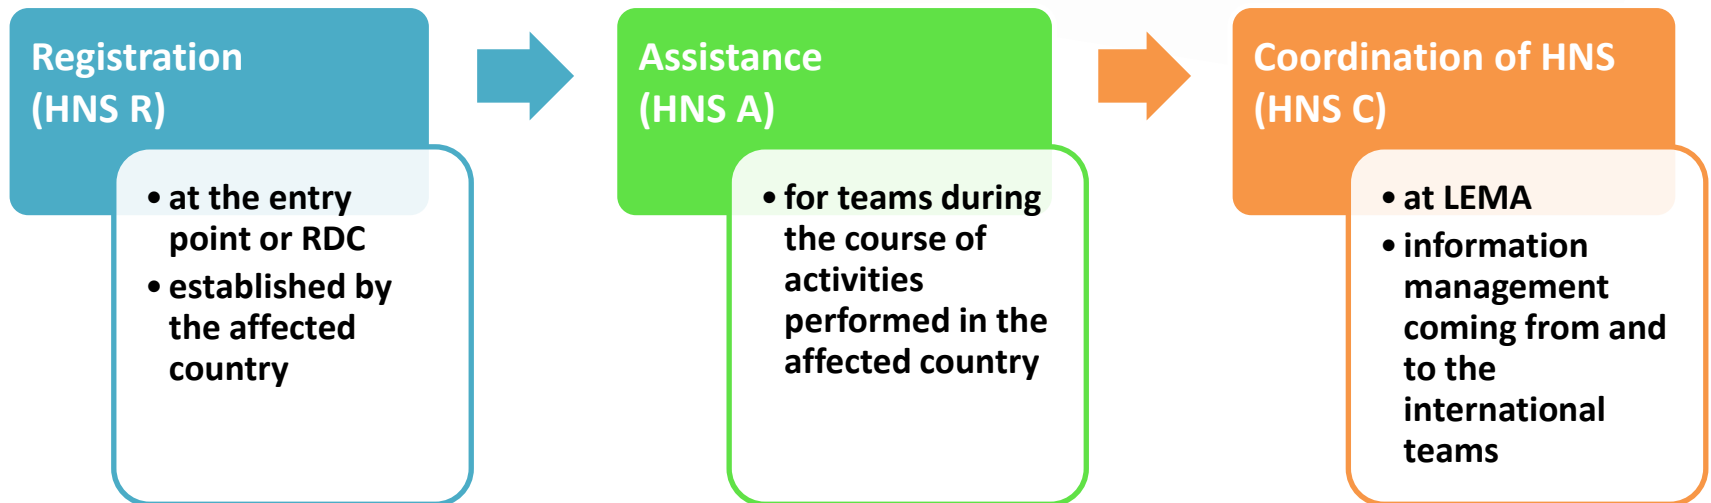 Registration
(HNS R)
• at the entry
point or RDC
• established by
the affected
country
Assistance
(HNS A)
• for teams during
the course of
activities
performed in the
affected country
Coordination of HNS
(HNS C)
• at LEMA
• information
management
coming from and
to the
international
teams